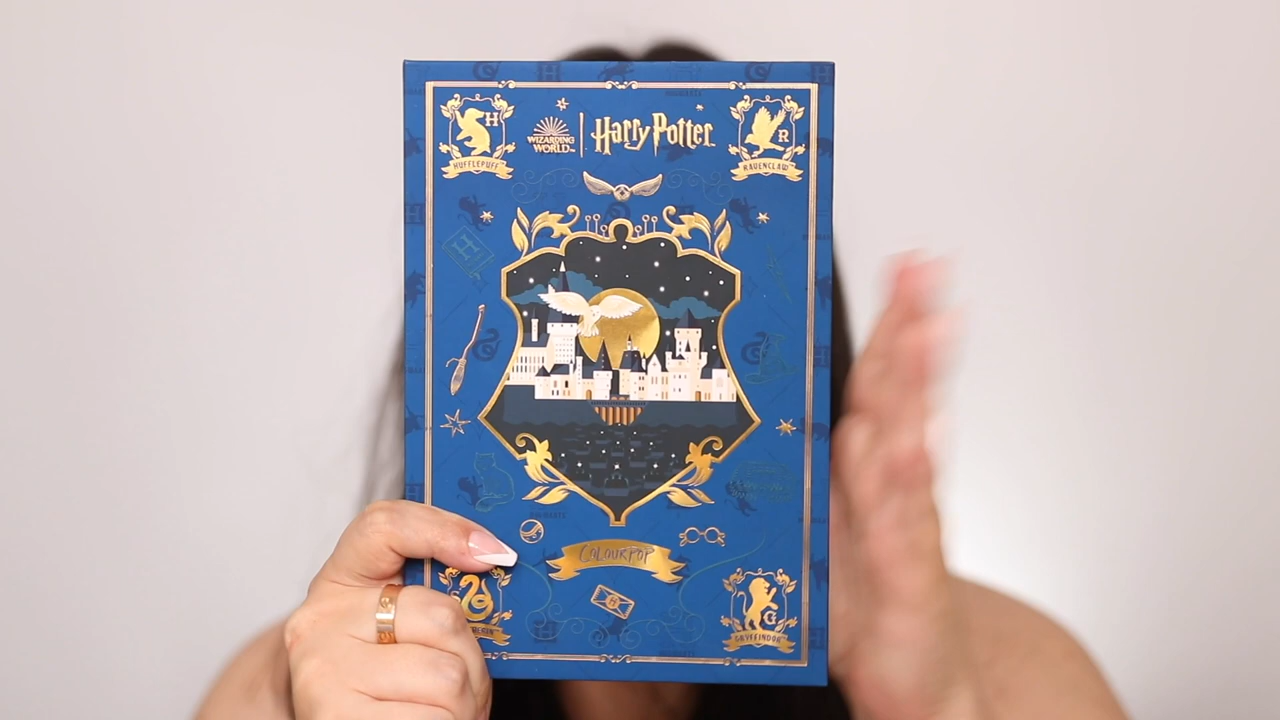 H
HUFFLEPUFF
WIZARDING
WORLD
Harry Potter
R
RAVENCLAW
H
COLOURPOP
H
G
GRYFFINDOR